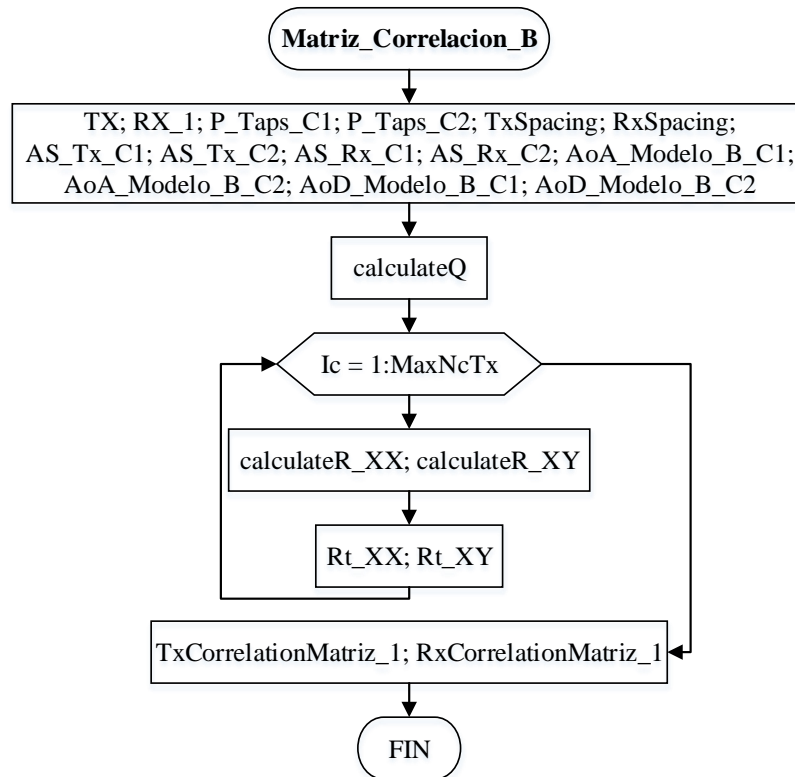 Matriz_Correlacion_B
TX; RX_1; P_Taps_C1; P_Taps_C2; TxSpacing; RxSpacing;
AS_Tx_C1; AS_Tx_C2; AS_Rx_C1; AS_Rx_C2; AoA_Modelo_B_C1;
AoA_Modelo_B_C2; AoD_Modelo_B_C1; AoD_Modelo_B_C2
calculateQ
Ic = 1:MaxNcTx
calculateR_XX; calculateR_XY
Rt_XX; Rt_XY
TxCorrelationMatriz_1; RxCorrelationMatriz_1
FIN